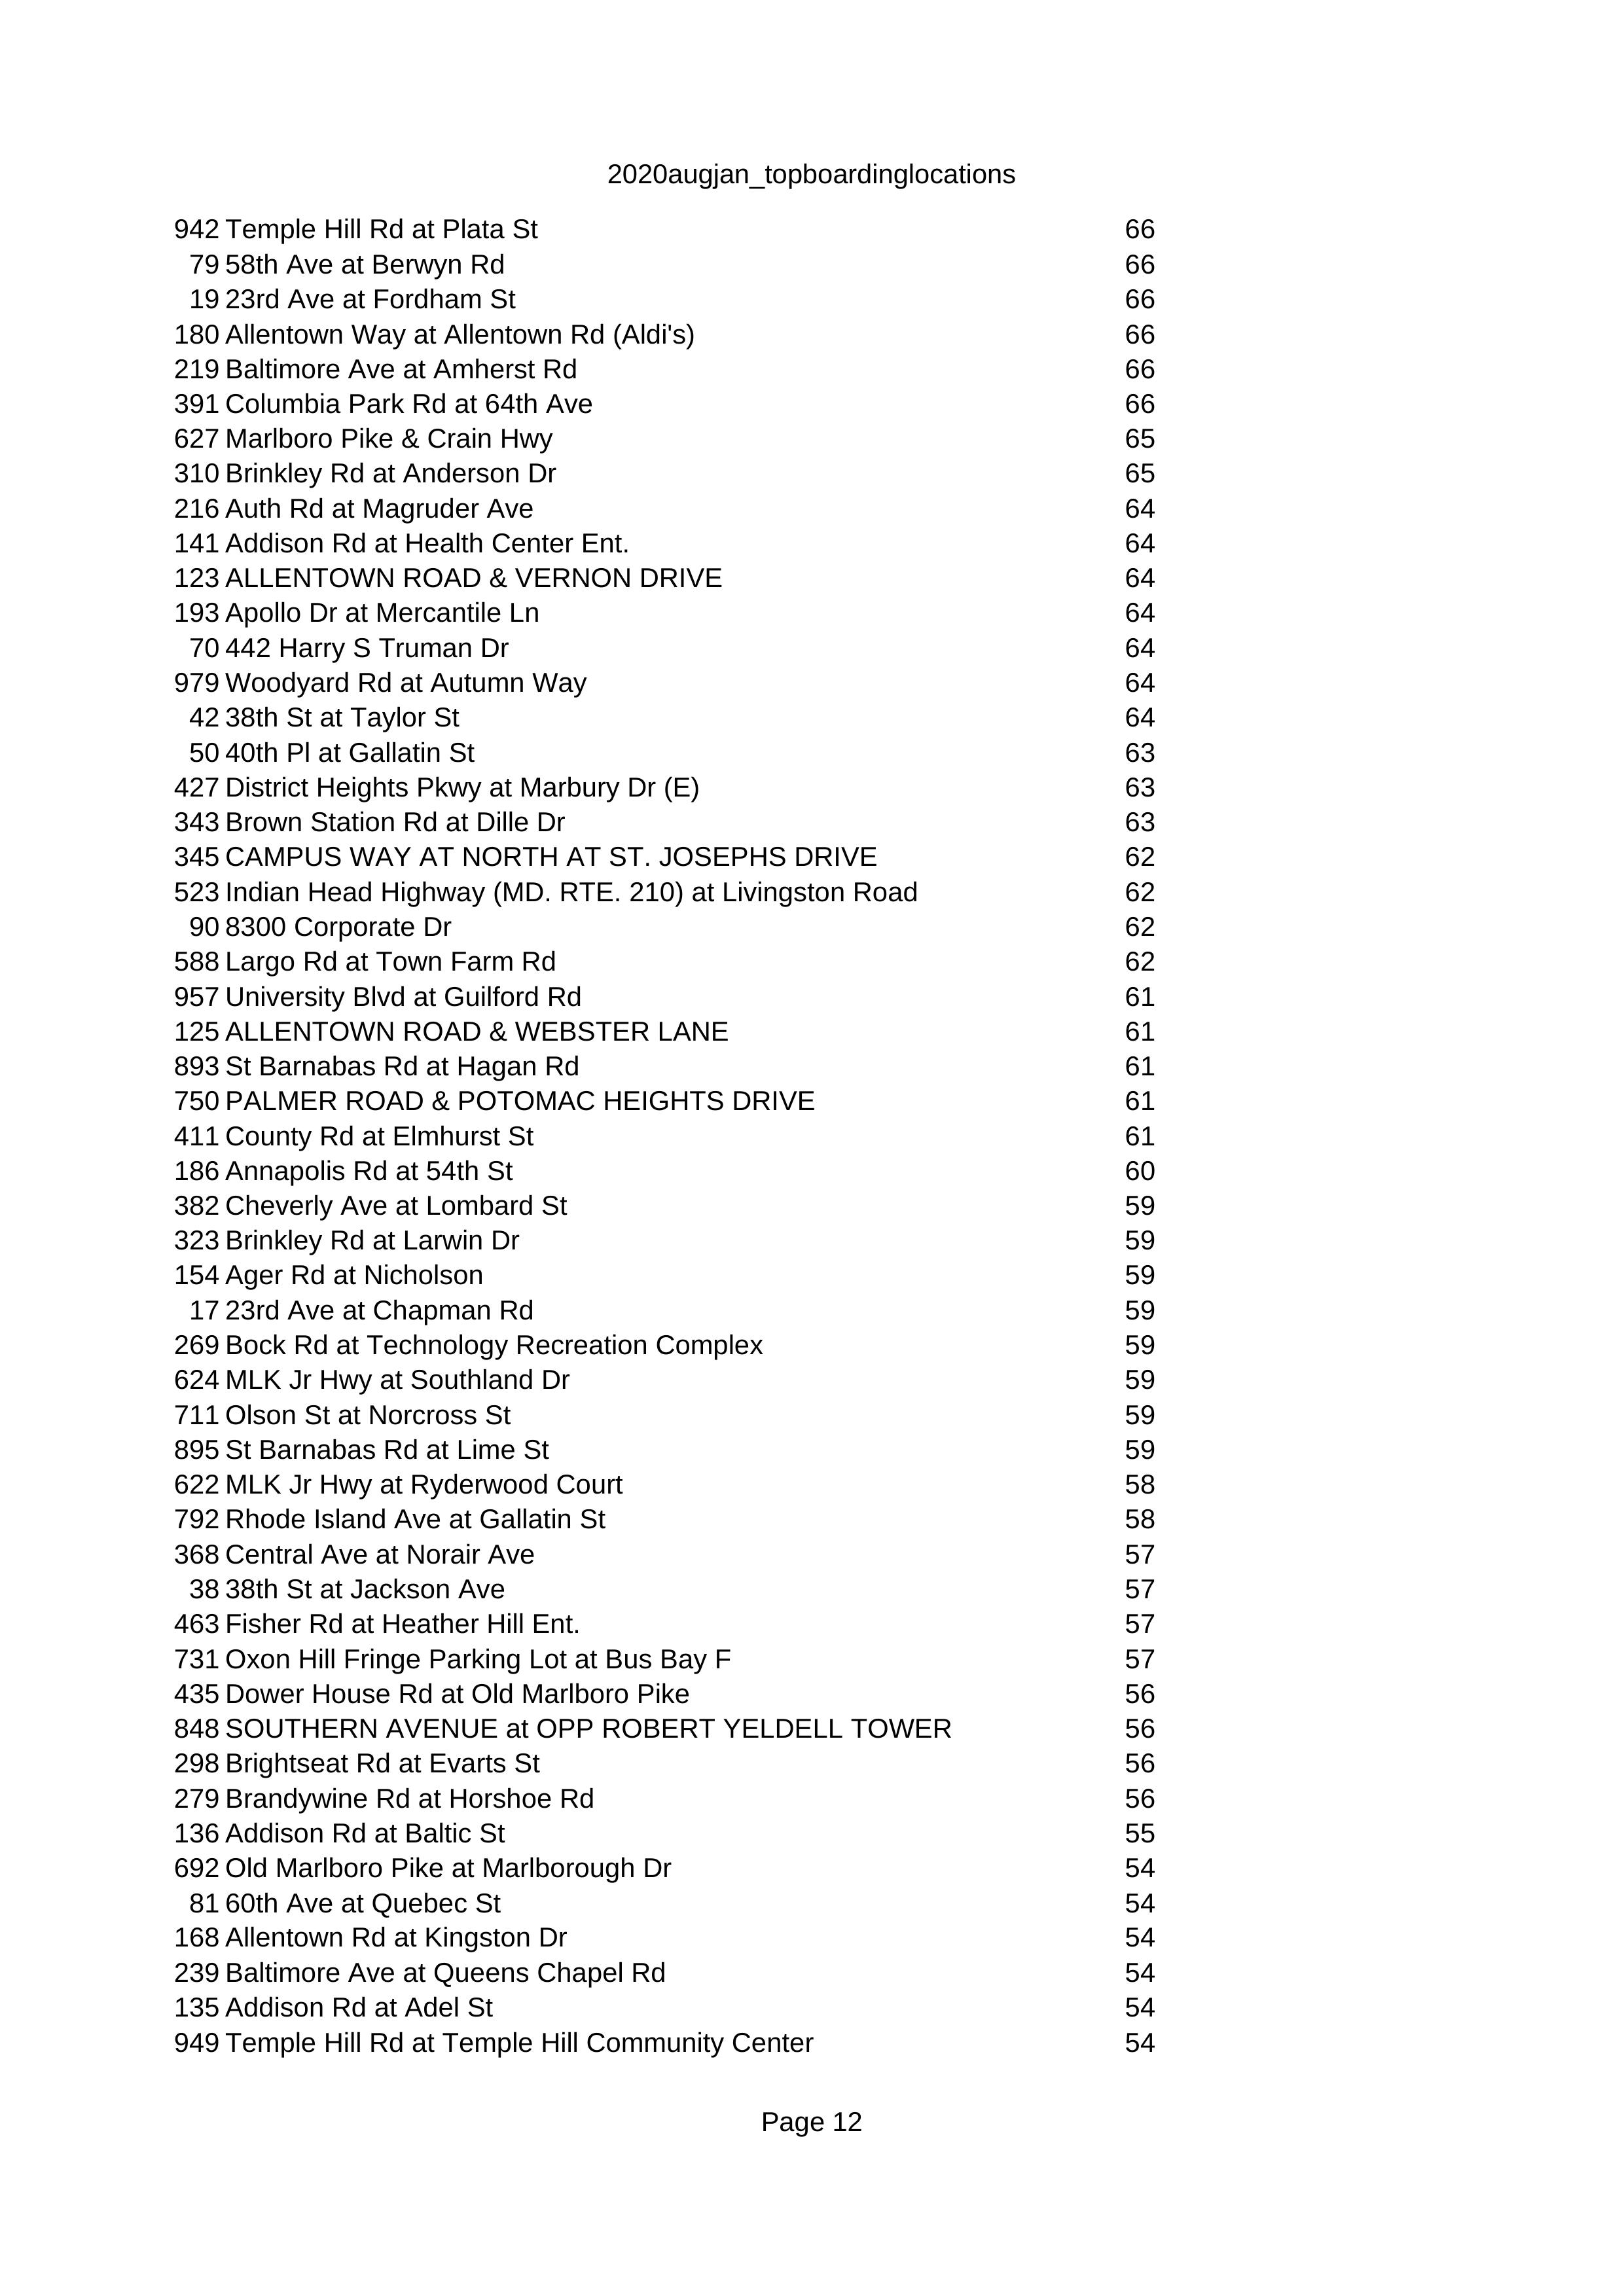 2020augjan_topboardinglocations
942 Temple Hill Rd at Plata St 66
79 58th Ave at Berwyn Rd 66
19 23rd Ave at Fordham St 66
180 Allentown Way at Allentown Rd (Aldi's) 66
219 Baltimore Ave at Amherst Rd 66
391 Columbia Park Rd at 64th Ave 66
627 Marlboro Pike & Crain Hwy 65
310 Brinkley Rd at Anderson Dr 65
216 Auth Rd at Magruder Ave 64
141 Addison Rd at Health Center Ent. 64
123 ALLENTOWN ROAD & VERNON DRIVE 64
193 Apollo Dr at Mercantile Ln 64
70 442 Harry S Truman Dr 64
979 Woodyard Rd at Autumn Way 64
42 38th St at Taylor St 64
50 40th Pl at Gallatin St 63
427 District Heights Pkwy at Marbury Dr (E) 63
343 Brown Station Rd at Dille Dr 63
345 CAMPUS WAY AT NORTH AT ST. JOSEPHS DRIVE 62
523 Indian Head Highway (MD. RTE. 210) at Livingston Road 62
90 8300 Corporate Dr 62
588 Largo Rd at Town Farm Rd 62
957 University Blvd at Guilford Rd 61
125 ALLENTOWN ROAD & WEBSTER LANE 61
893 St Barnabas Rd at Hagan Rd 61
750 PALMER ROAD & POTOMAC HEIGHTS DRIVE 61
411 County Rd at Elmhurst St 61
186 Annapolis Rd at 54th St 60
382 Cheverly Ave at Lombard St 59
323 Brinkley Rd at Larwin Dr 59
154 Ager Rd at Nicholson 59
17 23rd Ave at Chapman Rd 59
269 Bock Rd at Technology Recreation Complex 59
624 MLK Jr Hwy at Southland Dr 59
711 Olson St at Norcross St 59
895 St Barnabas Rd at Lime St 59
622 MLK Jr Hwy at Ryderwood Court 58
792 Rhode Island Ave at Gallatin St 58
368 Central Ave at Norair Ave 57
38 38th St at Jackson Ave 57
463 Fisher Rd at Heather Hill Ent. 57
731 Oxon Hill Fringe Parking Lot at Bus Bay F 57
435 Dower House Rd at Old Marlboro Pike 56
848 SOUTHERN AVENUE at OPP ROBERT YELDELL TOWER 56
298 Brightseat Rd at Evarts St 56
279 Brandywine Rd at Horshoe Rd 56
136 Addison Rd at Baltic St 55
692 Old Marlboro Pike at Marlborough Dr 54
81 60th Ave at Quebec St 54
168 Allentown Rd at Kingston Dr 54
239 Baltimore Ave at Queens Chapel Rd 54
135 Addison Rd at Adel St 54
949 Temple Hill Rd at Temple Hill Community Center 54
Page 12